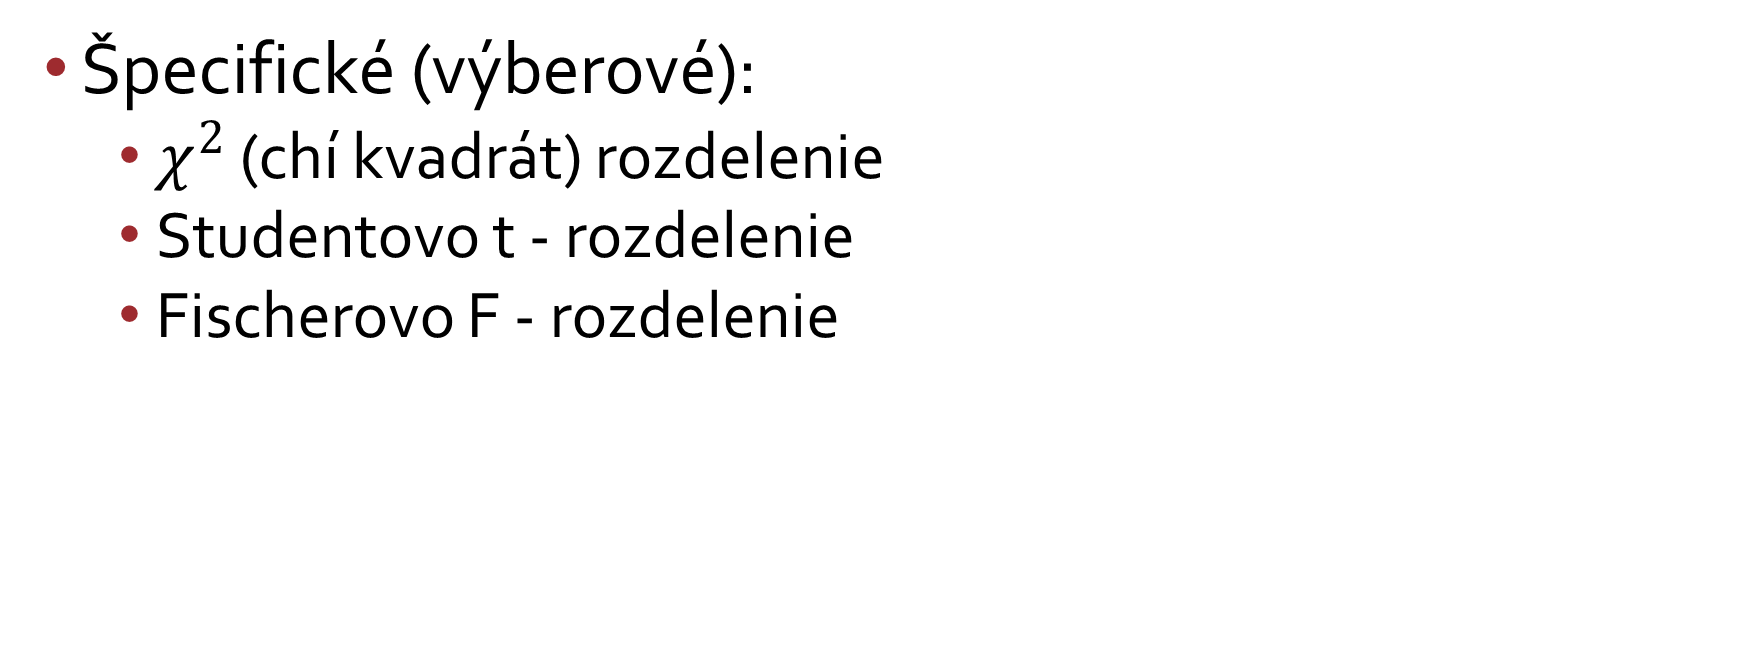 • Špecifické (výberové):
• χ² (chí kvadrát) rozdelenie
• Studentovo t - rozdelenie
• Fischerovo F - rozdelenie